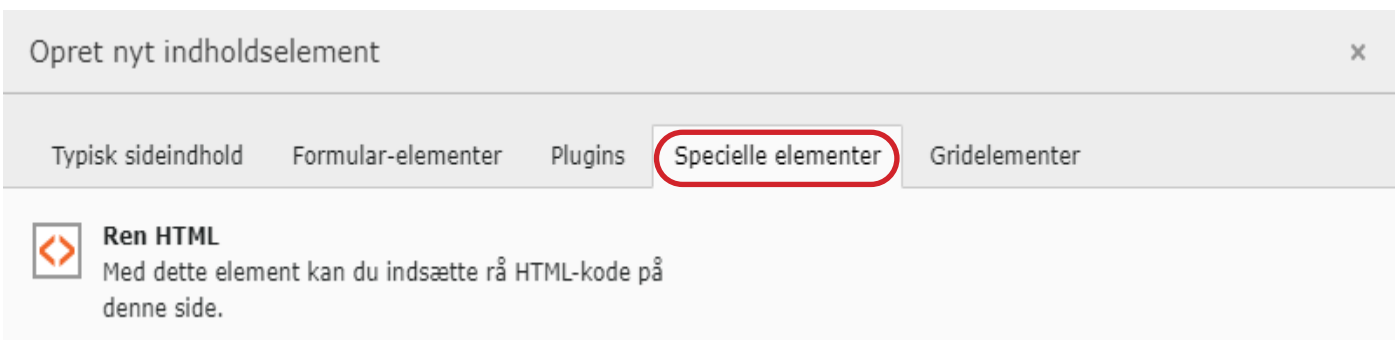 Opret nyt indholdselement ×
Typisk sideindhold Formular-elementer Plugins Specielle elementer Gridelementer
Ren HTML
Med dette element kan du indsætte rå HTML-kode på
denne side.